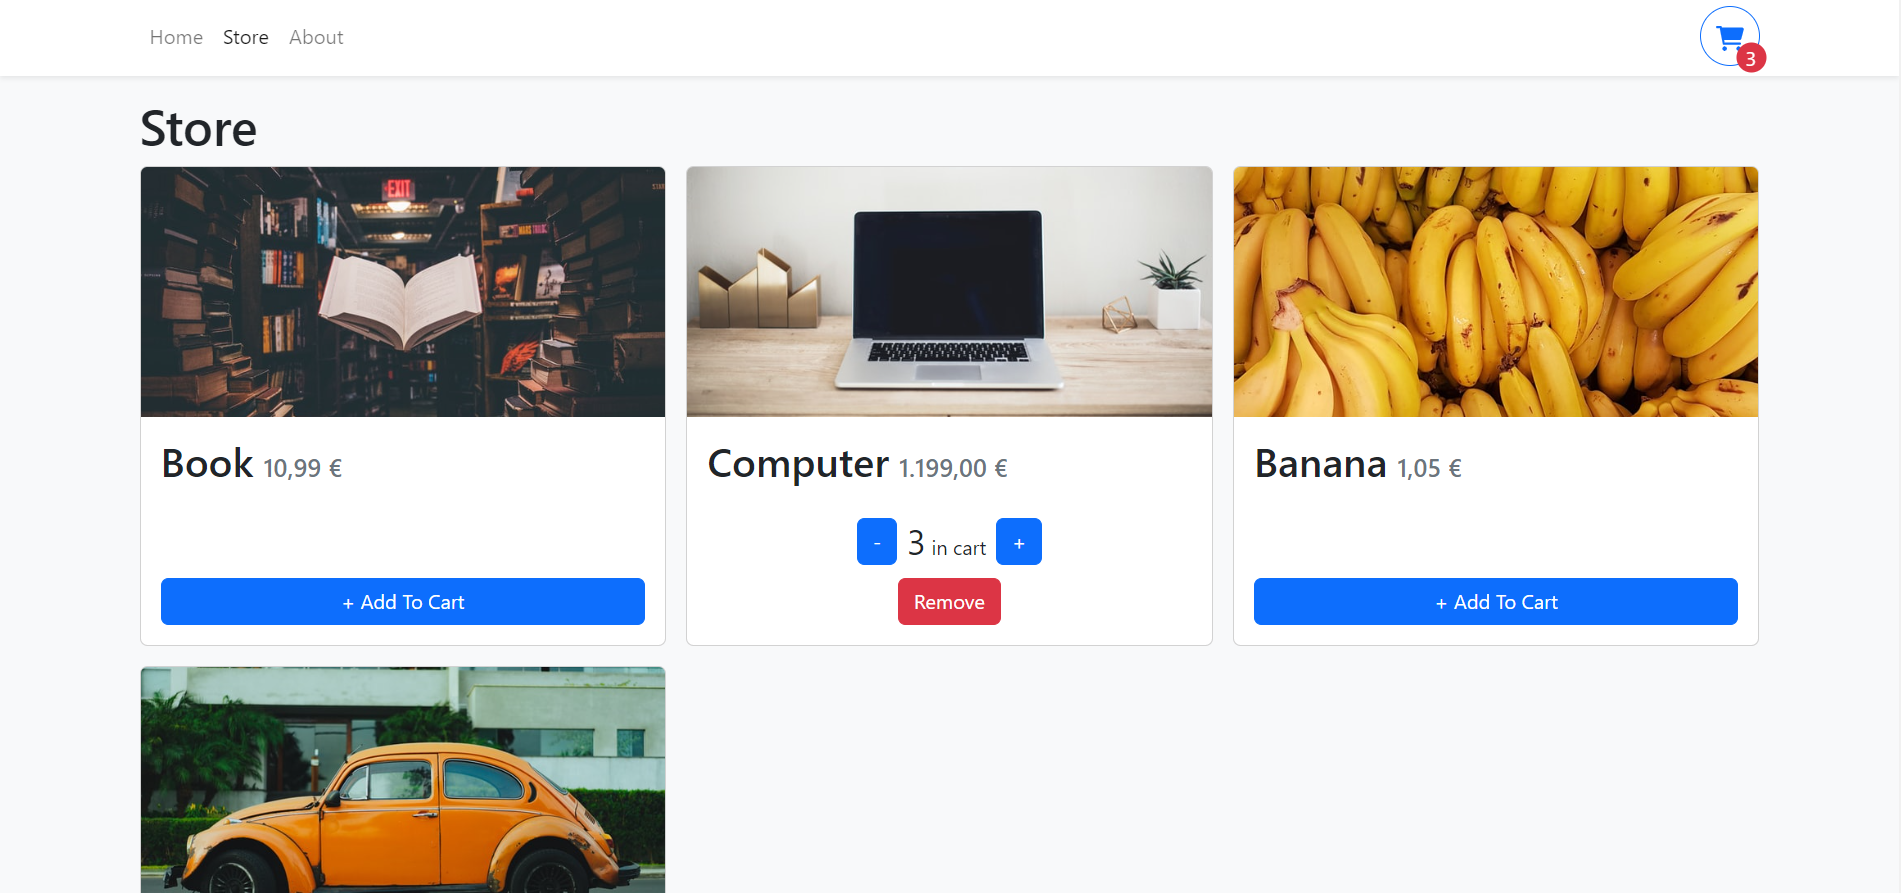 Home Store About
3
Store
EXIT
Book 10,99 €
+ Add To Cart
Computer 1.199,00 €
- 3 in cart +
Remove
Banana 1,05 €
+ Add To Cart